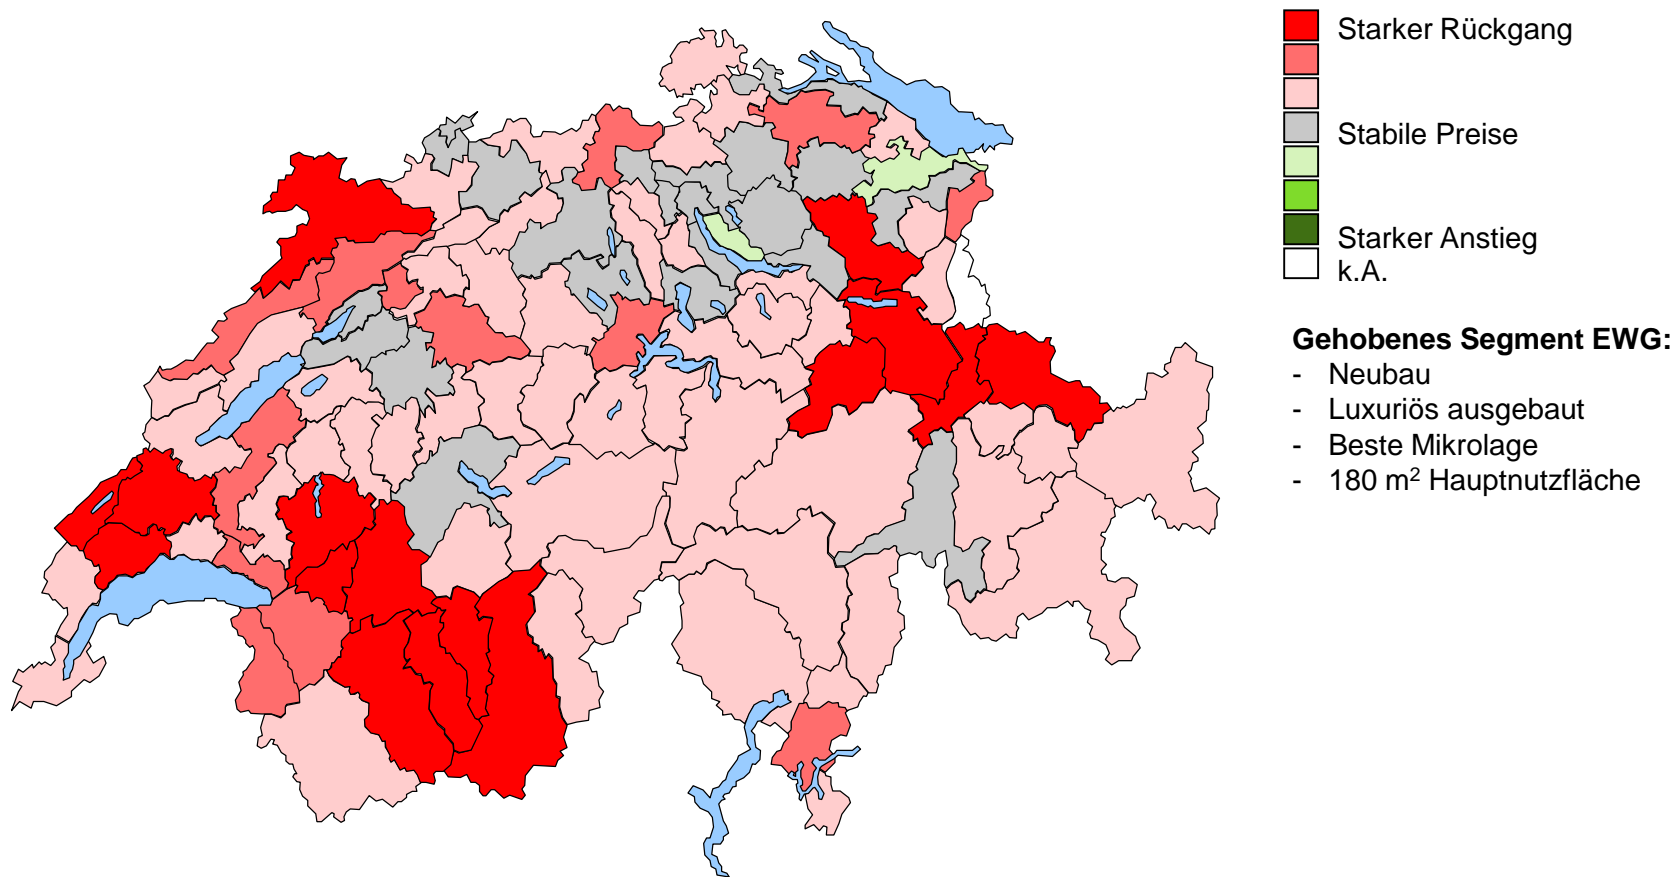 Starker Rückgang
Stabile Preise
Starker Anstieg
k.A.
Gehobenes Segment EWG:
- Neubau
- Luxuriös ausgebaut
- Beste Mikrolage
- 180 m² Hauptnutzfläche